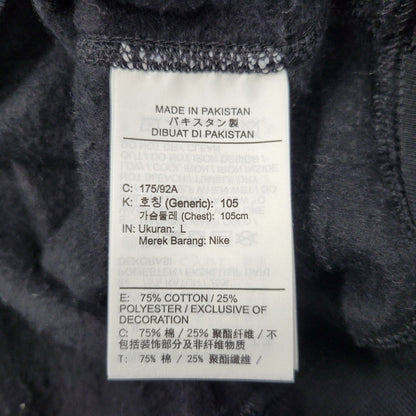 MADE IN PAKISTAN
パキスタン製
DIBUAT DI PAKISTAN
C: 175/92A
K: 호칭 (Generic): 105
가슴둘레 (Chest): 105cm
IN: Ukuran: L
Merek Barang: Nike
E: 75% COTTON / 25%
POLYESTER / EXCLUSIVE OF
DECORATION
C: 75% 棉 / 25% 聚酯纤维 / 不
包括装饰部分及非纤维物质
T: 75% 棉 / 25% 聚酯纖維 /